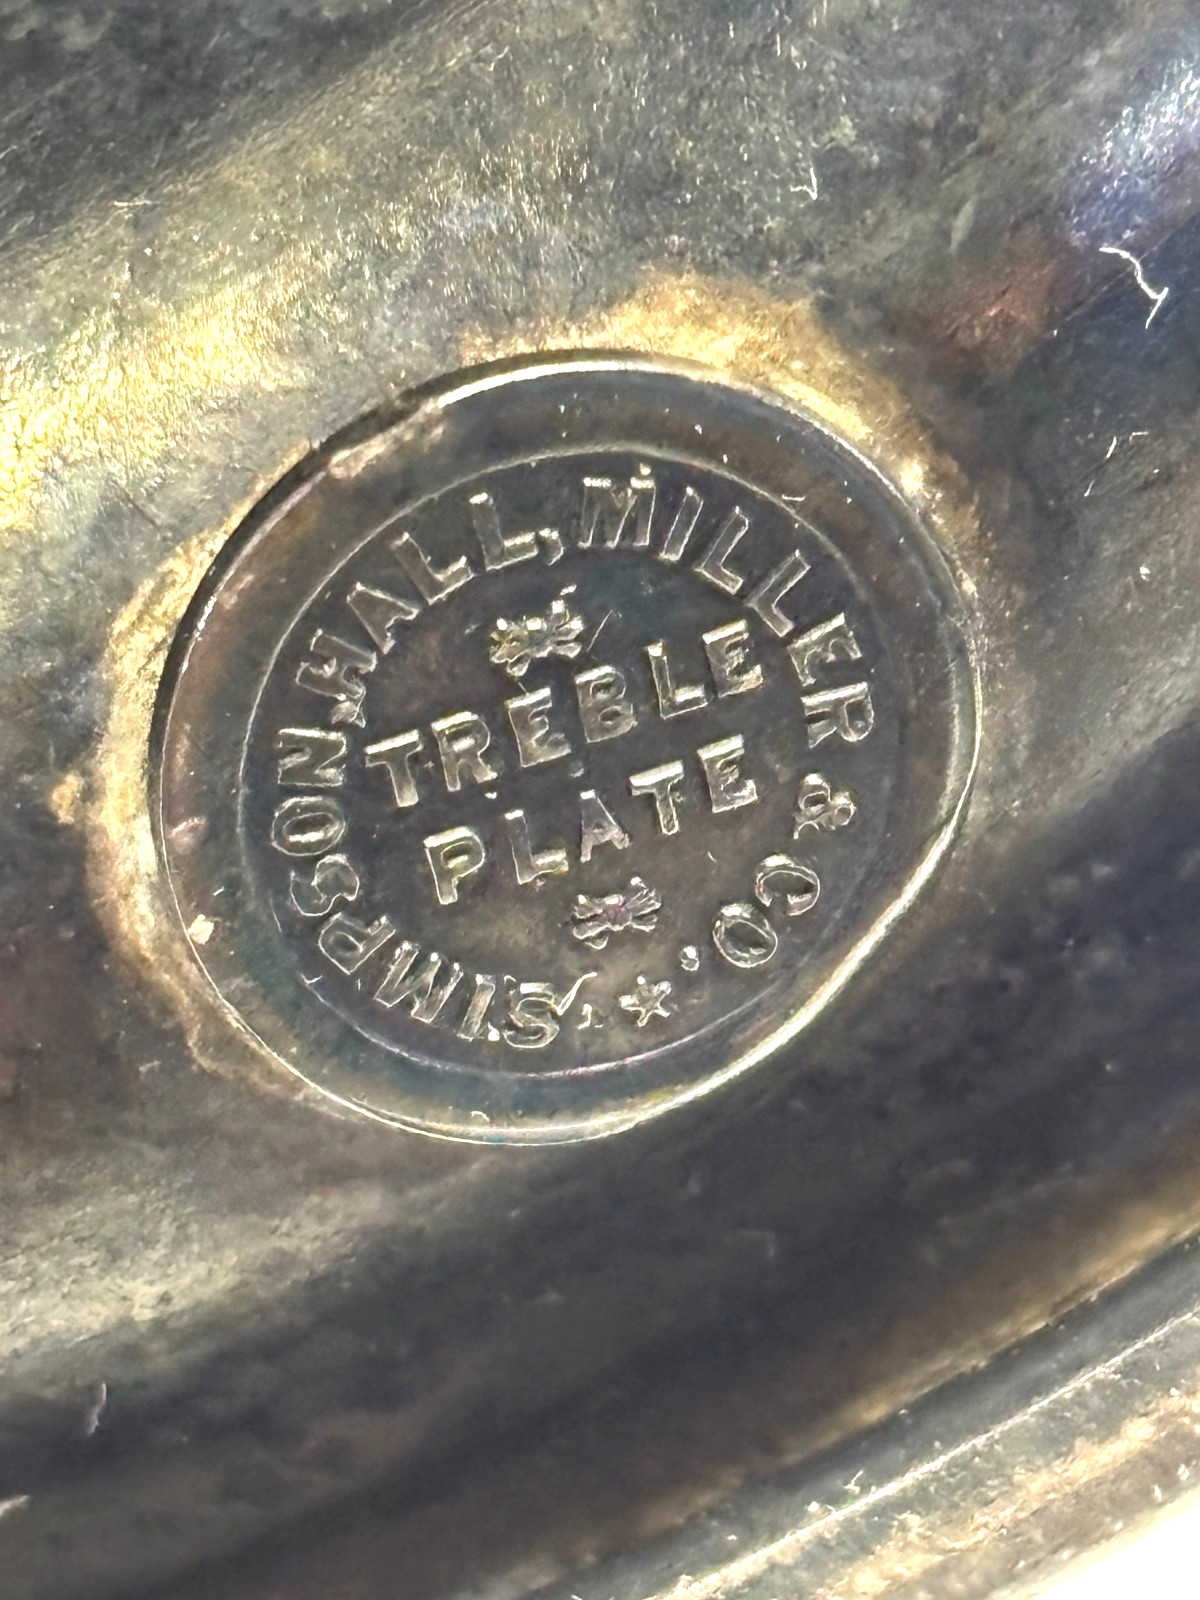 SIMPSON, HALL, MILLER & CO.
TREBLE
PLATE